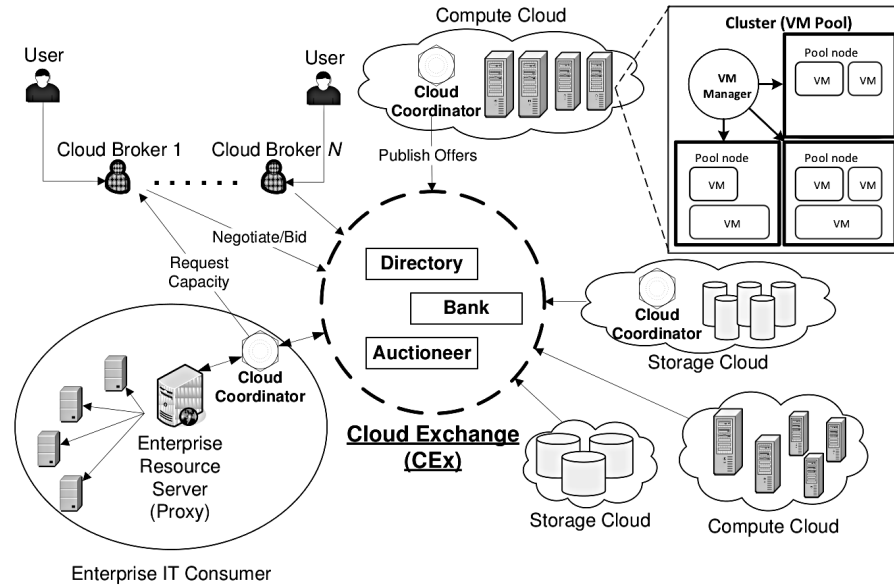 Compute Cloud
User
User
Cloud
Coordinator
Cluster (VM Pool)
VM
Manager
Pool node
VM
VM
Pool node
VM
VM
Pool node
VM
VM
VM
Cloud Broker 1
Cloud Broker N
Publish Offers
Negotiate/Bid
Request
Capacity
Directory
Bank
Auctioneer
Cloud Exchange
(CEx)
Cloud
Coordinator
Storage Cloud
Cloud
Coordinator
Enterprise
Resource
Server
(Proxy)
Enterprise IT Consumer
Storage Cloud
Compute Cloud